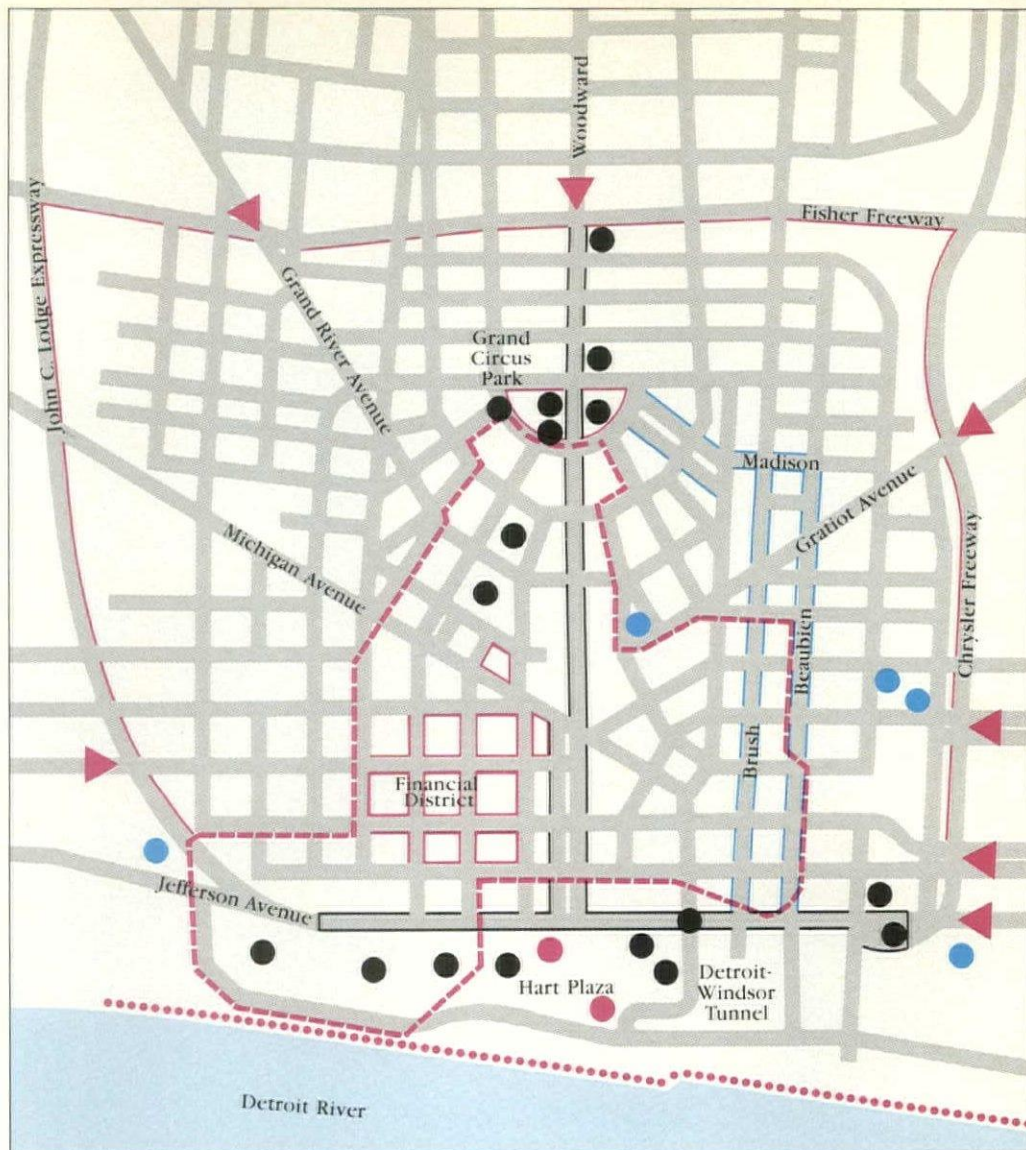 Woodward
Fisher Freeway
John C. Lodge Expressway
Grand River Avenue
Grand
Circus
Park
Madison
Gratiot Avenue
Michigan Avenue
Chrysler Freeway
Beaubien
Brush
Financial
District
Jefferson Avenue
Hart Plaza
Detroit-
Windsor
Tunnel
Detroit River